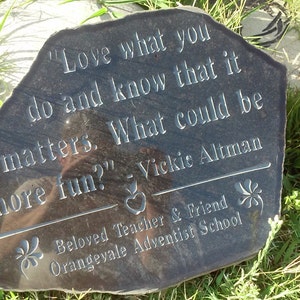 "Love what you
do and know that it
matters. What could be
more fun?" - Vickie Altman
Beloved Teacher & Friend
Orangevale Adventist School